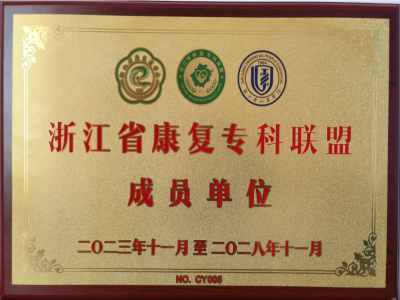 浙江省康复专科联盟
成员单位
二〇二三年十一月至二〇二八年十一月
NO. CY005